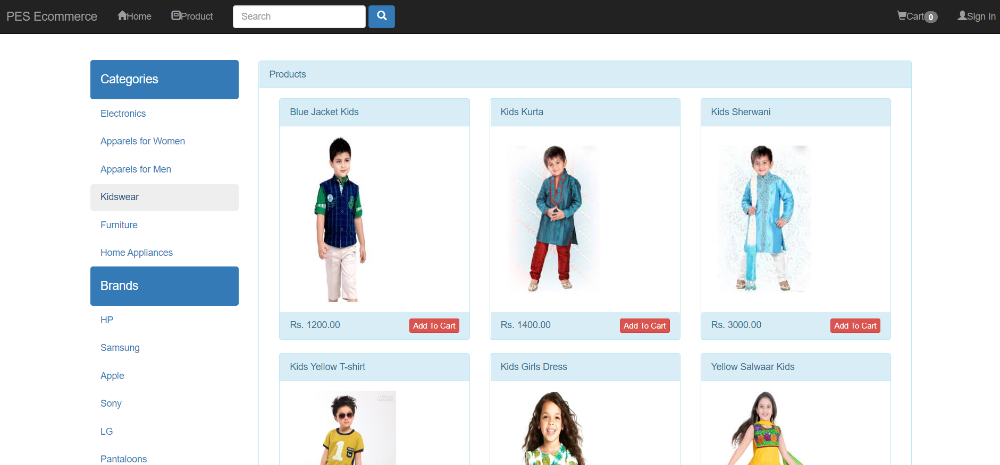 PES Ecommerce Home Product Search Cart 0 Sign In
Categories
Electronics
Apparels for Women
Apparels for Men
Kidswear
Furniture
Home Appliances
Brands
HP
Samsung
Apple
Sony
LG
Pantaloons
Products
Blue Jacket Kids
Rs. 1200.00 Add To Cart
Kids Kurta
Rs. 1400.00 Add To Cart
Kids Sherwani
Rs. 3000.00 Add To Cart
Kids Yellow T-shirt
1
Kids Girls Dress
Yellow Salwaar Kids